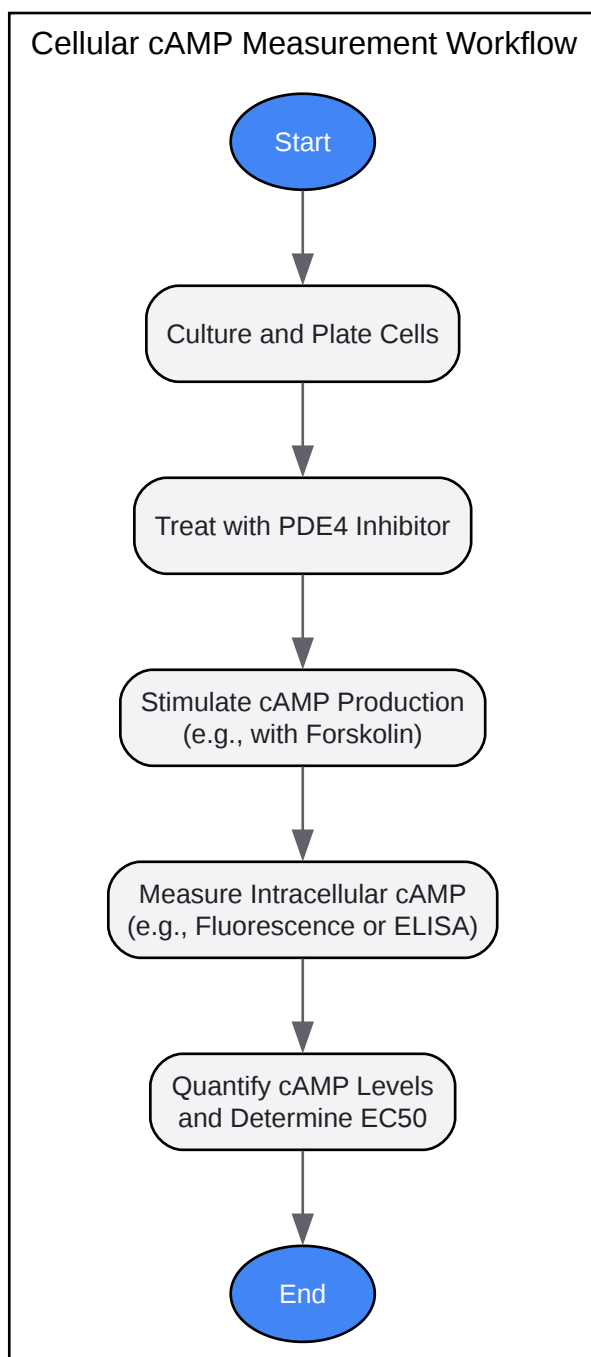 Cellular cAMP Measurement Workflow
Start
Culture and Plate Cells
Treat with PDE4 Inhibitor
Stimulate cAMP Production
(e.g., with Forskolin)
Measure Intracellular cAMP
(e.g., Fluorescence or ELISA)
Quantify cAMP Levels
and Determine EC50
End